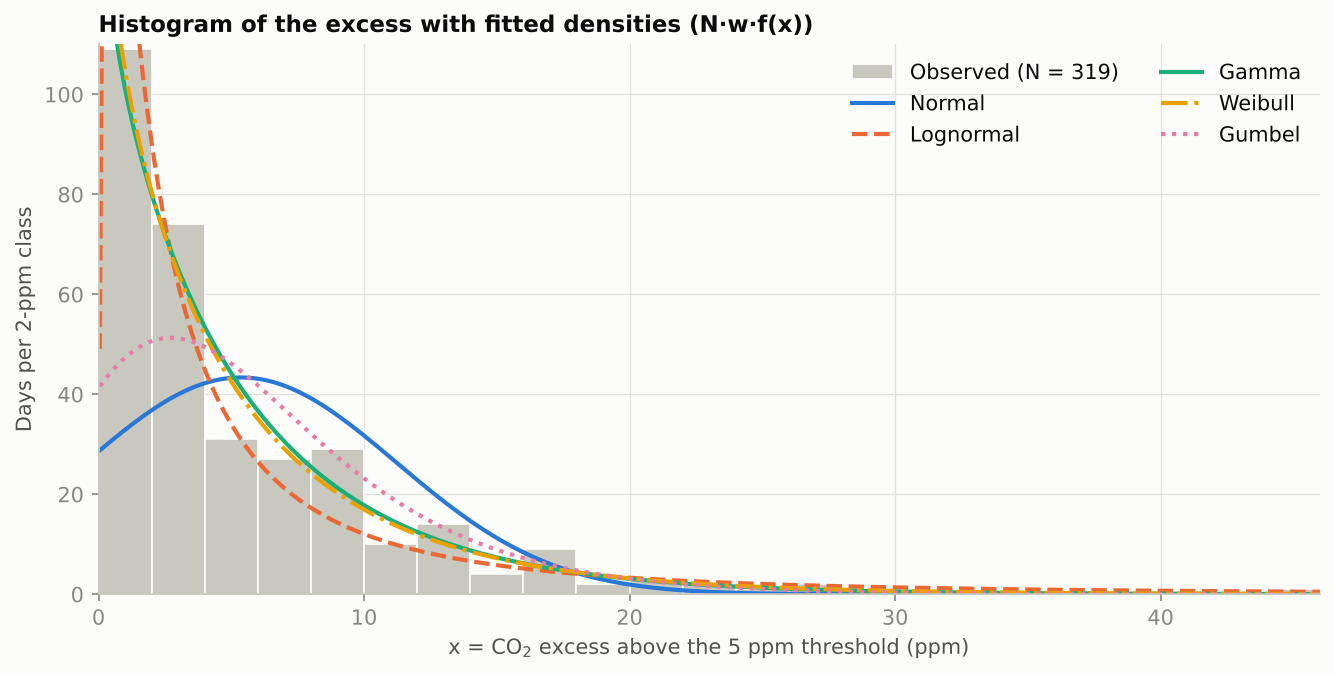 Histogram of the excess with fitted densities (N·w·f(x))
Observed (N = 319)
Normal
Lognormal
Gamma
Weibull
Gumbel
Days per 2-ppm class
100
80
60
40
20
0
0 10 20 30 40
x = CO₂ excess above the 5 ppm threshold (ppm)